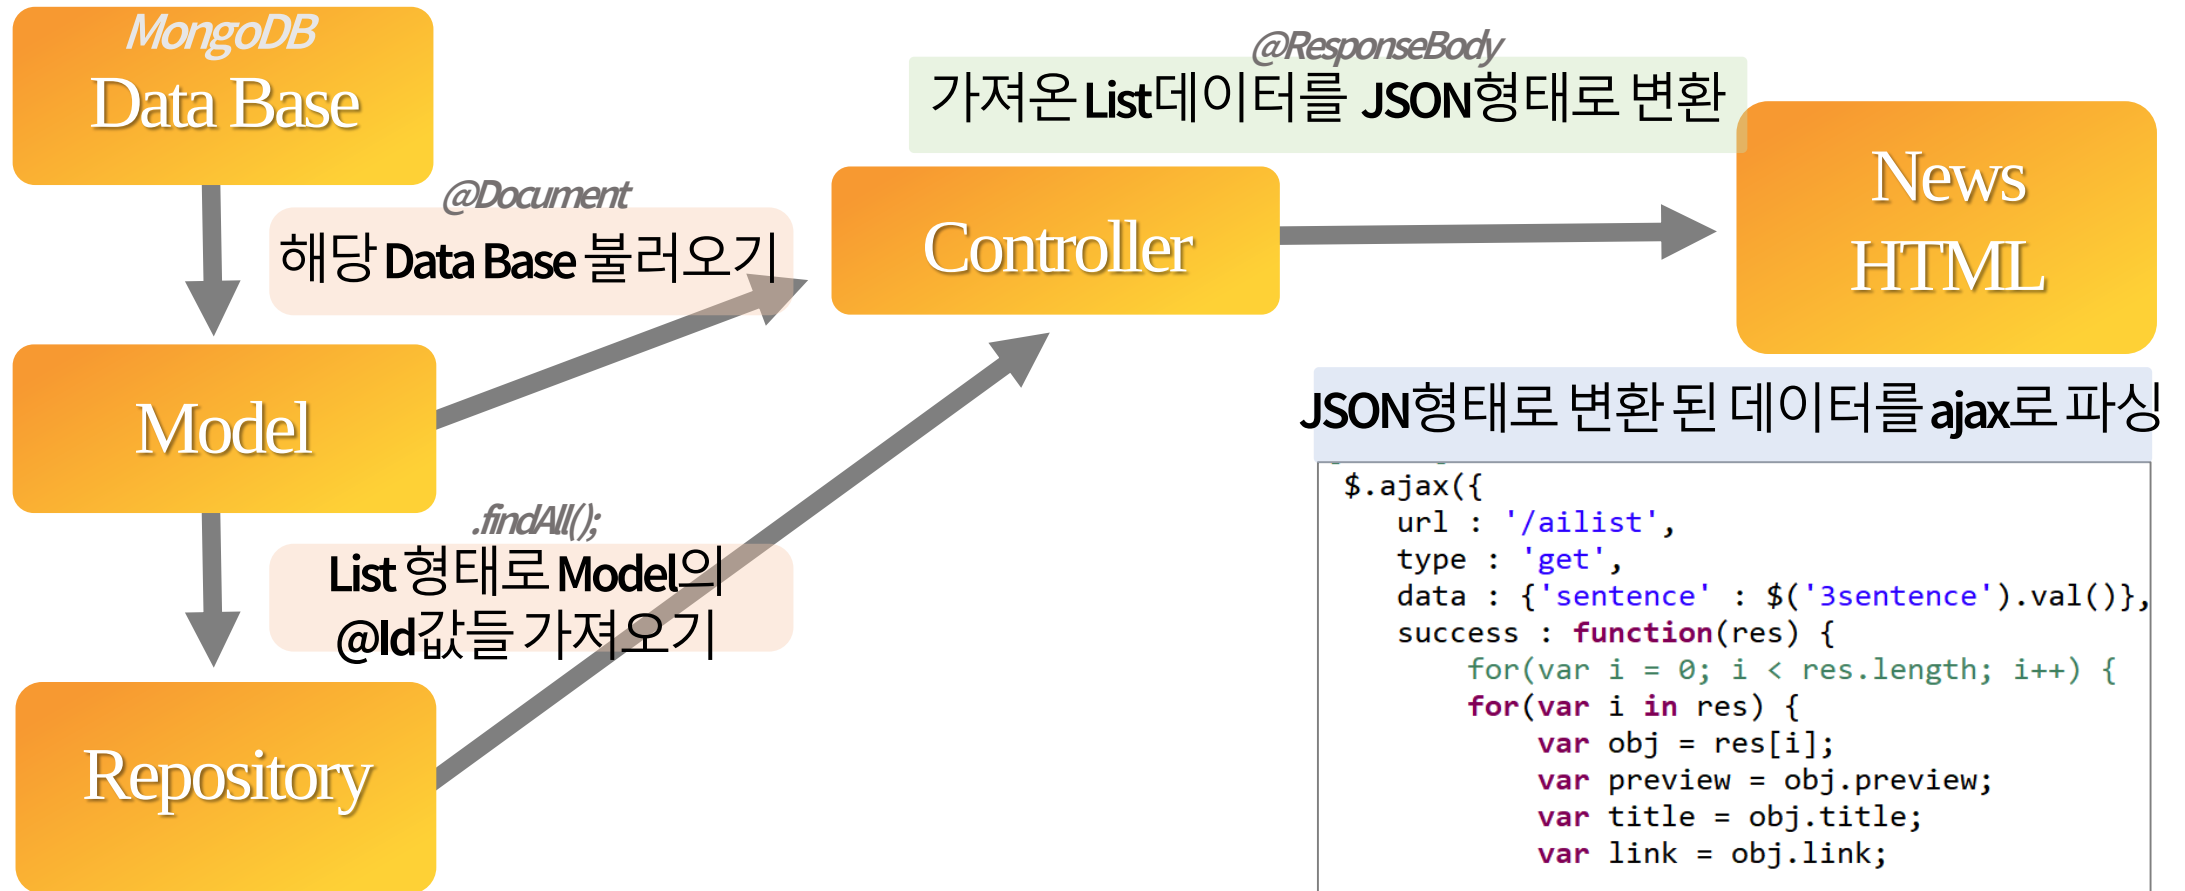 MongoDB
Data Base
@Document
해당 Data Base 불러오기
Model
.findAll();
List 형태로 Model의
@Id값들 가져오기
Repository
Controller
@ResponseBody
가져온 List데이터를 JSON형태로 변환
News
HTML
JSON형태로 변환 된 데이터를 ajax로 파싱
$.ajax({
url : '/ailist',
type : 'get',
data : {'sentence' : $('3sentence').val()},
success : function(res) {
for(var i = 0; i < res.length; i++) {
for(var i in res) {
var obj = res[i];
var preview = obj.preview;
var title = obj.title;
var link = obj.link;